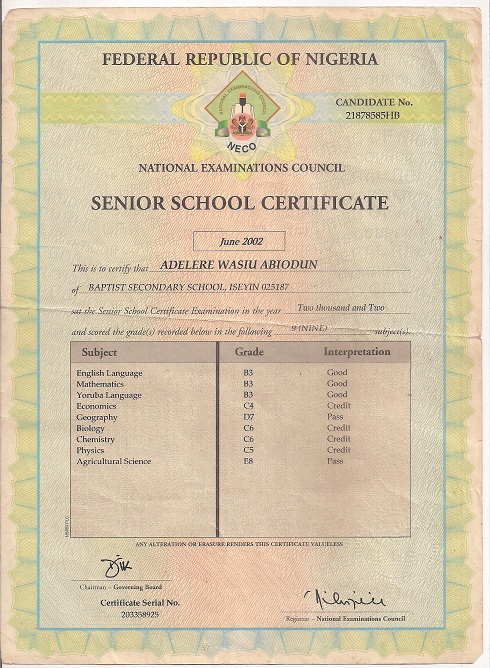 FEDERAL REPUBLIC OF NIGERIA
CANDIDATE No.
21878585HB
NATIONAL EXAMINATIONS COUNCIL
NECO
NATIONAL EXAMINATIONS COUNCIL
SENIOR SCHOOL CERTIFICATE
June 2002
This is to certify that ADELERE WASIU ABIODUN
of BAPTIST SECONDARY SCHOOL, ISEYIN 025187
sat the Senior School Certificate Examination in the year Two thousand and Two
and scored the grade(s) recorded below in the following 9 (NINE) subject(s).
Subject Grade Interpretation
English Language B3 Good
Mathematics B3 Good
Yoruba Language B3 Good
Economics C4 Credit
Geography D7 Pass
Biology C6 Credit
Chemistry C6 Credit
Physics C5 Credit
Agricultural Science E8 Pass
ANY ALTERATION OR ERASURE RENDERS THIS CERTIFICATE VALUELESS
Chairman – Governing Board
Certificate Serial No.
203358925
Registrar – National Examinations Council